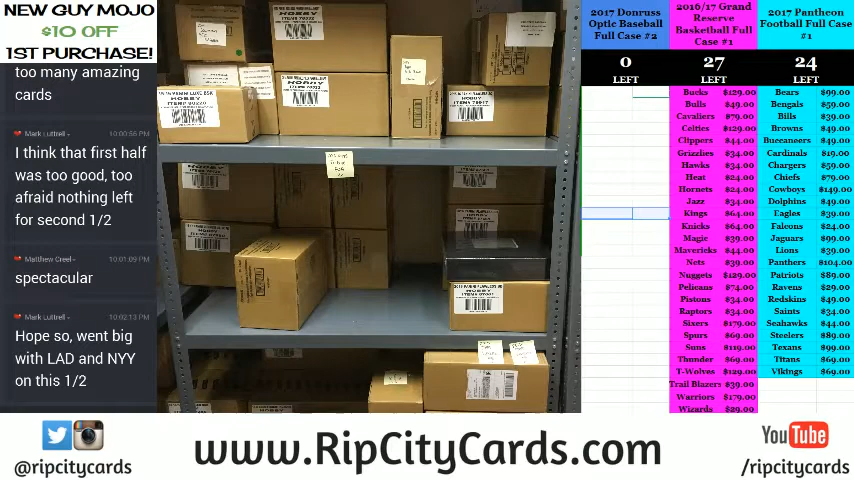 NEW GUY MOJO
$10 OFF
1ST PURCHASE!
too many amazing
cards
Mark Luttrell - 10:00:56 PM
I think that first half
was too good, too
afraid nothing left
for second 1/2
Matthew Creel - 10:01:09 PM
spectacular
Mark Luttrell - 10:02:13 PM
Hope so, went big
with LAD and NYY
on this 1/2
HOBBY
HOBBY
HOBBY
HOBBY
HOBBY
2017 Donruss
Optic Baseball
Full Case #2
0
LEFT
2016/17 Grand
Reserve
Basketball Full
Case #1
27
LEFT
Bucks $129.00
Bulls $49.00
Cavaliers $79.00
Celtics $129.00
Clippers $44.00
Grizzlies $34.00
Hawks $34.00
Heat $24.00
Hornets $24.00
Jazz $34.00
Kings $64.00
Knicks $64.00
Magic $39.00
Mavericks $44.00
Nets $39.00
Nuggets $129.00
Pelicans $74.00
Pistons $34.00
Raptors $34.00
Sixers $179.00
Spurs $69.00
Suns $119.00
Thunder $69.00
T-Wolves $129.00
Trail Blazers $39.00
Warriors $179.00
Wizards $29.00
2017 Pantheon
Football Full Case
#1
24
LEFT
Bears $99.00
Bengals $59.00
Bills $39.00
Browns $49.00
Buccaneers $49.00
Cardinals $19.00
Chargers $59.00
Chiefs $79.00
Cowboys $149.00
Dolphins $49.00
Eagles $39.00
Falcons $24.00
Jaguars $99.00
Lions $39.00
Panthers $104.00
Patriots $89.00
Ravens $29.00
Redskins $49.00
Saints $34.00
Seahawks $44.00
Steelers $89.00
Texans $99.00
Titans $69.00
Vikings $69.00
@ripcitycards
www.RipCityCards.com
YouTube
/ripcitycards